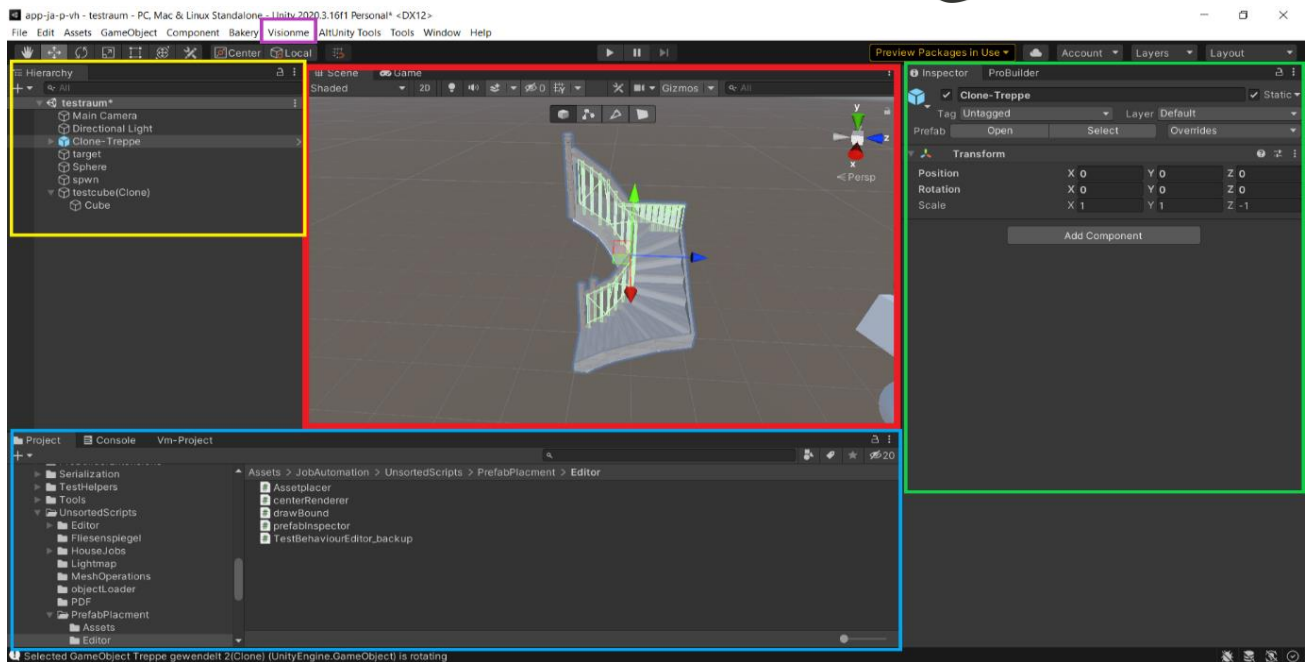 app-ja-p-vh - testraum - PC, Mac & Linux Standalone - Unity 2020.3.16f1 Personal* <DX12>
File Edit Assets GameObject Component Bakery Visionme AltUnity Tools Tools Window Help
Center Local Preview Packages in Use Account Layers Layout
Hierarchy
All
testraum*
Main Camera
Directional Light
Clone-Treppe
target
Sphere
spwn
testcube(Clone)
Cube
Scene Game
Shaded 2D 0 Gizmos All
y
z
x
Persp
Inspector ProBuilder
Clone-Treppe Static
Tag Untagged Layer Default
Prefab Open Select Overrides
Transform
Position X 0 Y 0 Z 0
Rotation X 0 Y 0 Z 0
Scale X 1 Y 1 Z -1
Add Component
Project Console Vm-Project
20
Serialization
TestHelpers
Tools
UnsortedScripts
Editor
Fliesenspiegel
HouseJobs
Lightmap
MeshOperations
objectLoader
PDF
PrefabPlacment
Assets
Editor
Assets > JobAutomation > UnsortedScripts > PrefabPlacment > Editor
Assetplacer
centerRenderer
drawBound
prefabInspector
TestBehaviourEditor_backup
Selected GameObject Treppe gewendelt 2(Clone) (UnityEngine.GameObject) is rotating